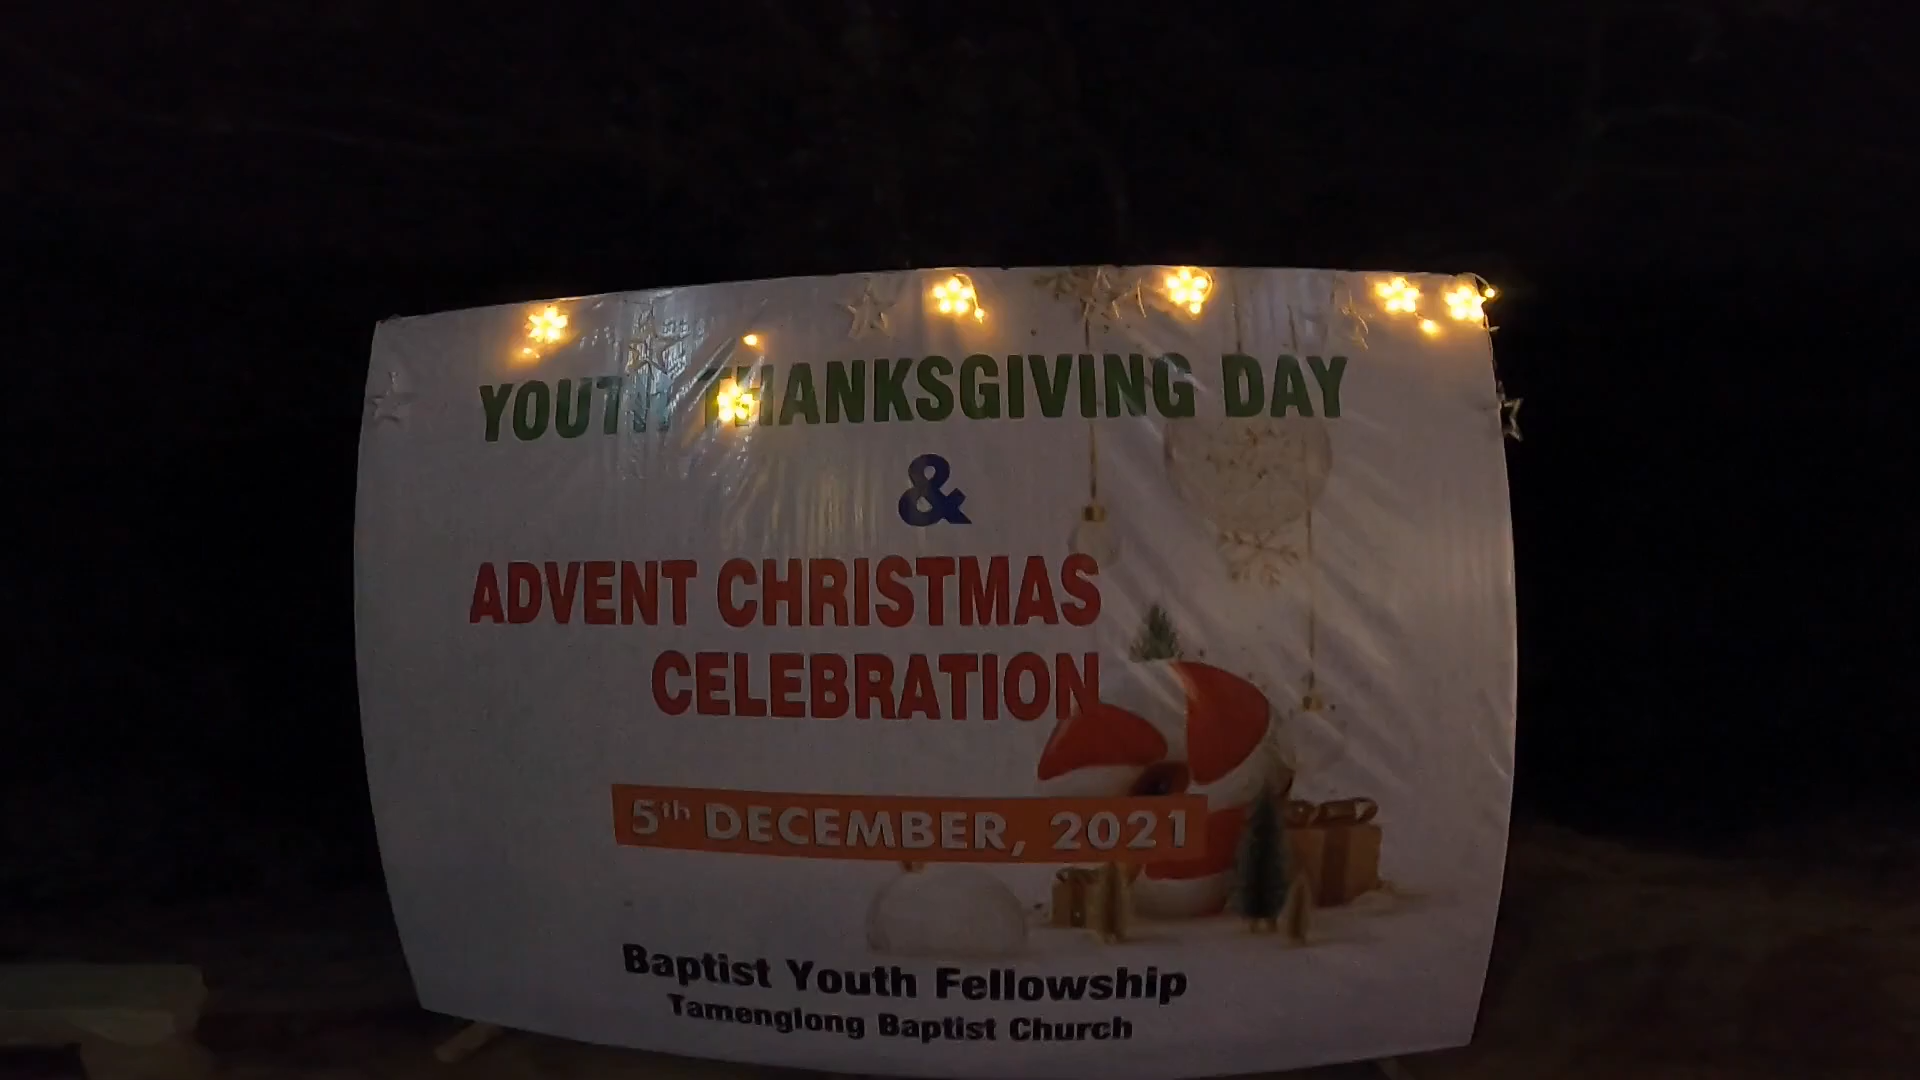 YOUTH THANKSGIVING DAY
&
ADVENT CHRISTMAS
CELEBRATION
5th DECEMBER, 2021
Baptist Youth Fellowship
Tamenglong Baptist Church